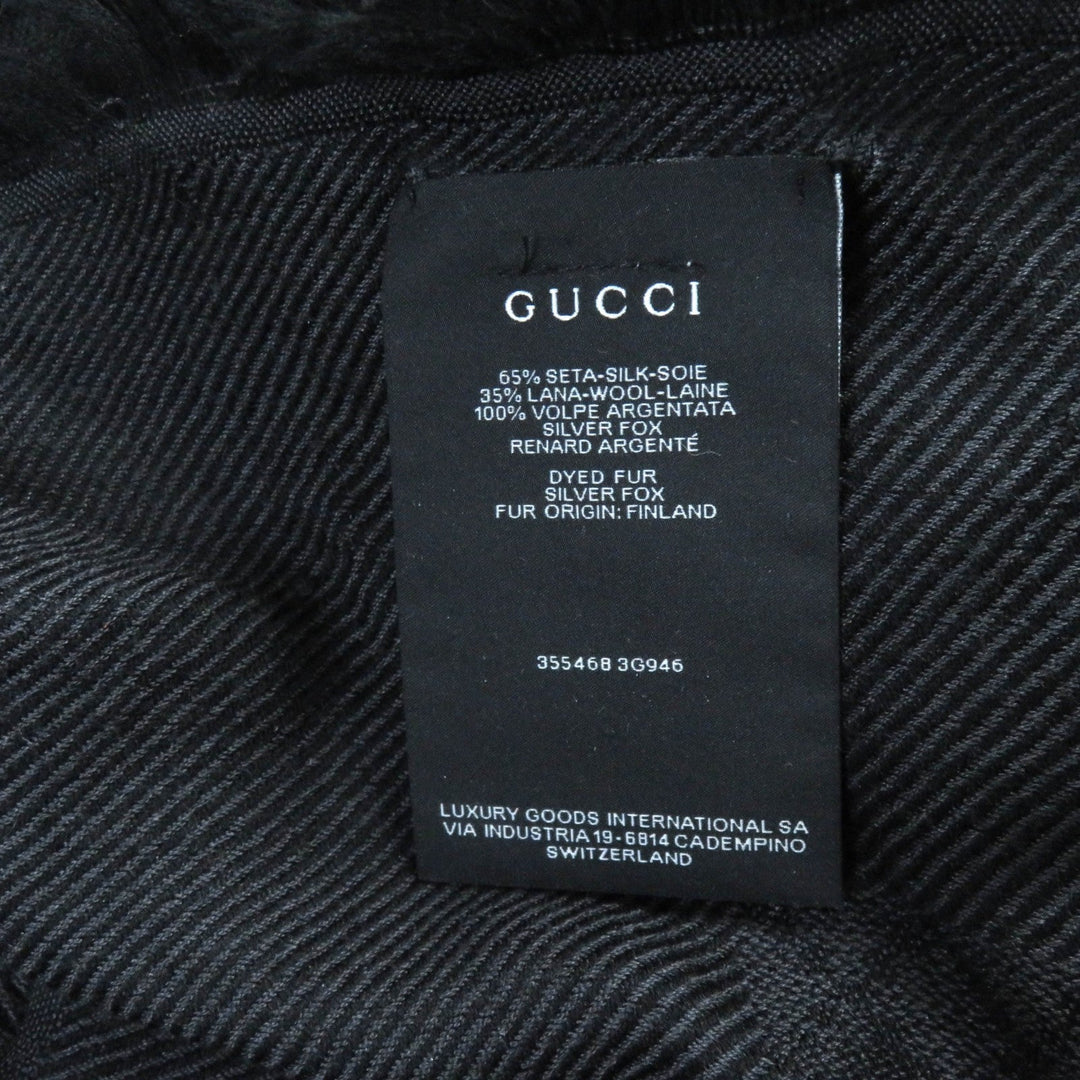 GUCCI
65% SETA-SILK-SOIE
35% LANA-WOOL-LAINE
100% VOLPE ARGENTATA
SILVER FOX
RENARD ARGENTÉ
DYED FUR
SILVER FOX
FUR ORIGIN: FINLAND
355468 3G946
LUXURY GOODS INTERNATIONAL SA
VIA INDUSTRIA 19-6814 CADEMPINO
SWITZERLAND